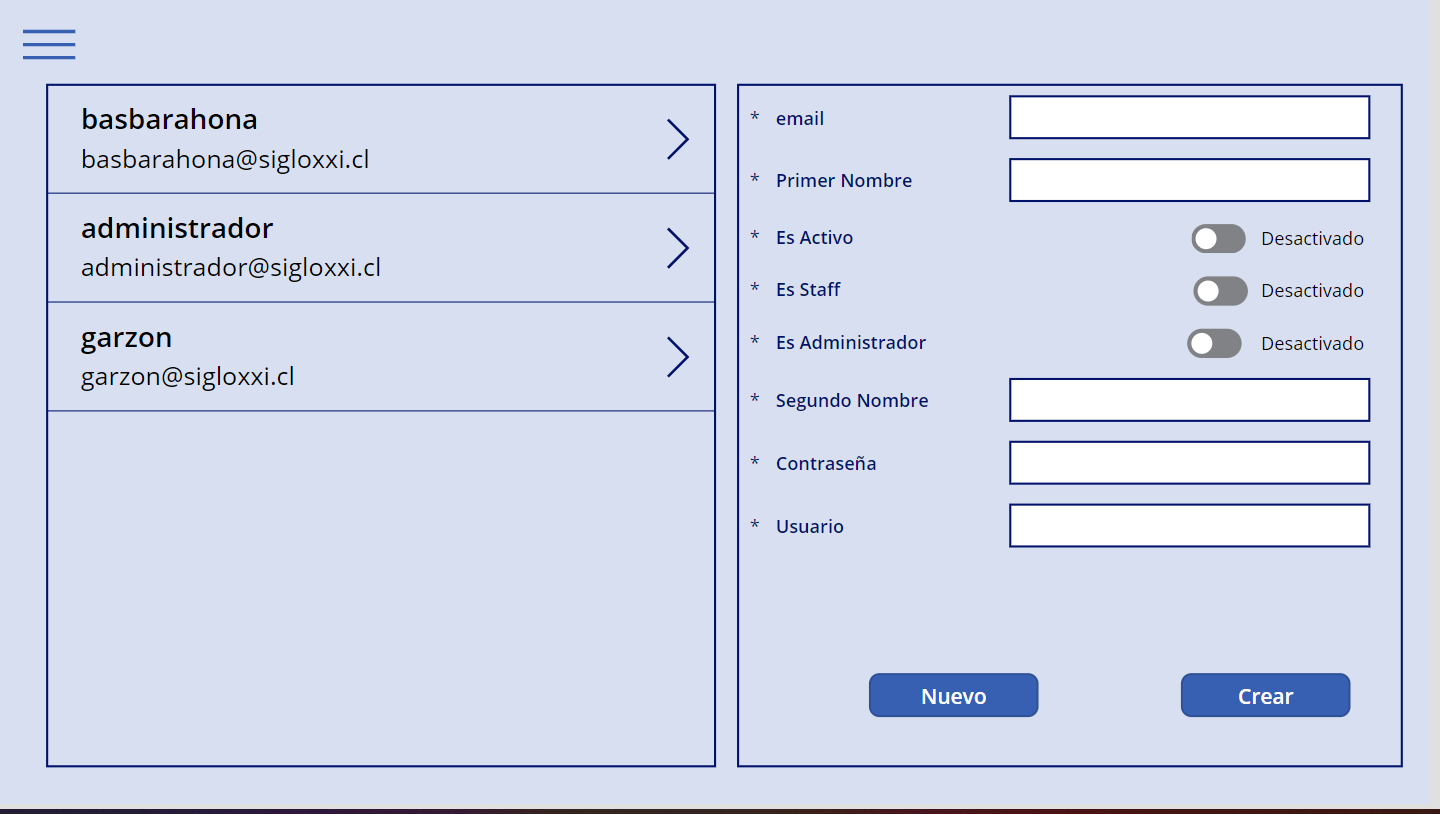 basbarahona
basbarahona@sigloxxi.cl
administrador
administrador@sigloxxi.cl
garzon
garzon@sigloxxi.cl
* email
* Primer Nombre
* Es Activo Desactivado
* Es Staff Desactivado
* Es Administrador Desactivado
* Segundo Nombre
* Contraseña
* Usuario
Nuevo Crear